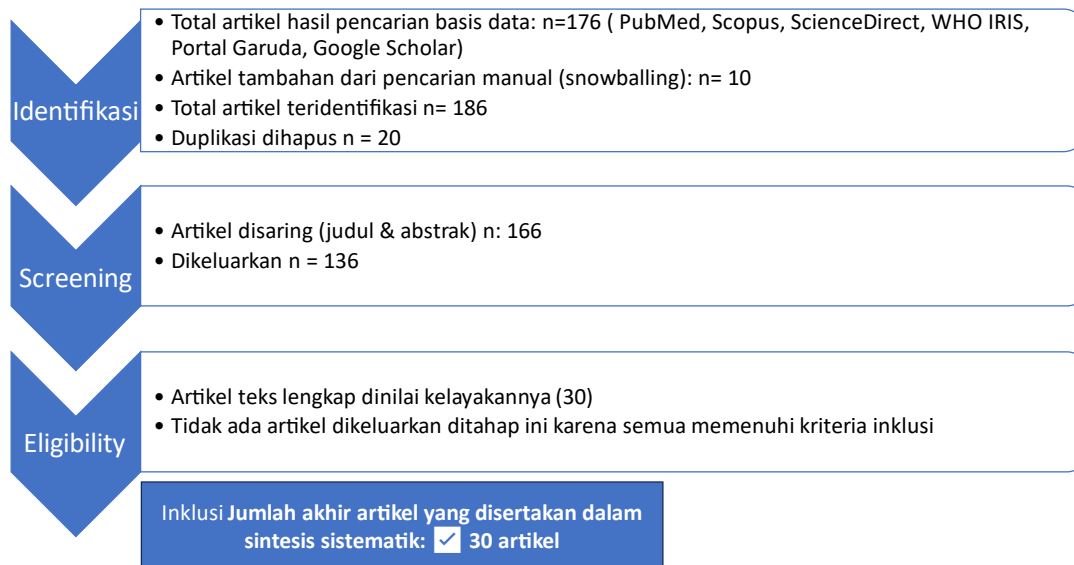 Identifikasi
• Total artikel hasil pencarian basis data: n=176 ( PubMed, Scopus, ScienceDirect, WHO IRIS,
Portal Garuda, Google Scholar)
• Artikel tambahan dari pencarian manual (snowballing): n= 10
• Total artikel teridentifikasi n= 186
• Duplikasi dihapus n = 20
Screening
• Artikel disaring (judul & abstrak) n: 166
• Dikeluarkan n = 136
Eligibility
• Artikel teks lengkap dinilai kelayakannya (30)
• Tidak ada artikel dikeluarkan ditahap ini karena semua memenuhi kriteria inklusi
Inklusi Jumlah akhir artikel yang disertakan dalam
sintesis sistematik: ✓ 30 artikel